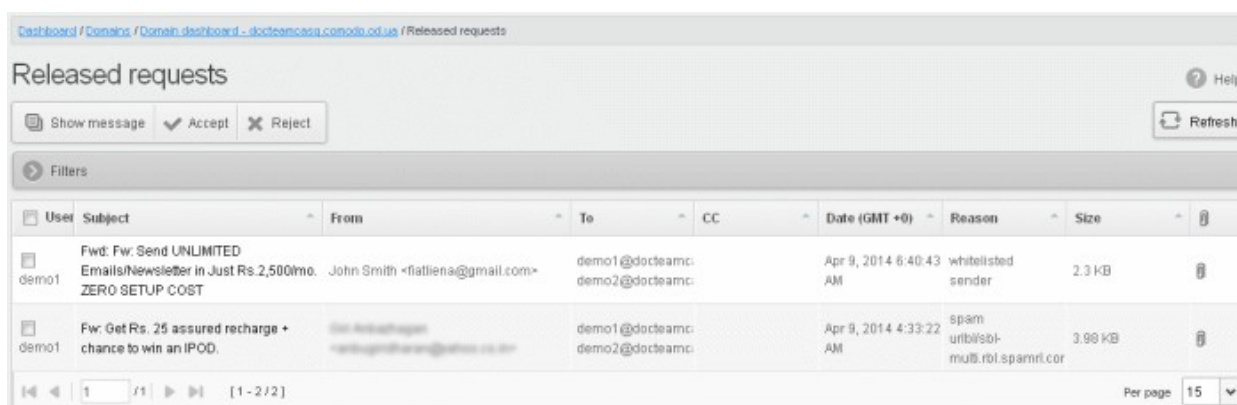 Dashboard / Domains / Domain dashboard - docteamcasg.comodo.od.ua / Released requests
Released requests
Help
Show message Accept Reject
Refresh
Filters
User Subject From To CC Date (GMT +0) Reason Size
demo1
Fwd: Fw: Send UNLIMITED
Emails/Newsletter in Just Rs.2,500/mo.
ZERO SETUP COST
John Smith <fiatliena@gmail.com>
demo1@docteamc
demo2@docteamc
Apr 9, 2014 6:40:43
AM
whitelisted
sender
2.3 KB
demo1
Fw: Get Rs. 25 assured recharge +
chance to win an IPOD.
demo1@docteamc
demo2@docteamc
Apr 9, 2014 4:33:22
AM
spam
uribl/sbl-
multi.rbl.spamrl.cor
3.98 KB
1 /1 [1 - 2 / 2]
Per page 15